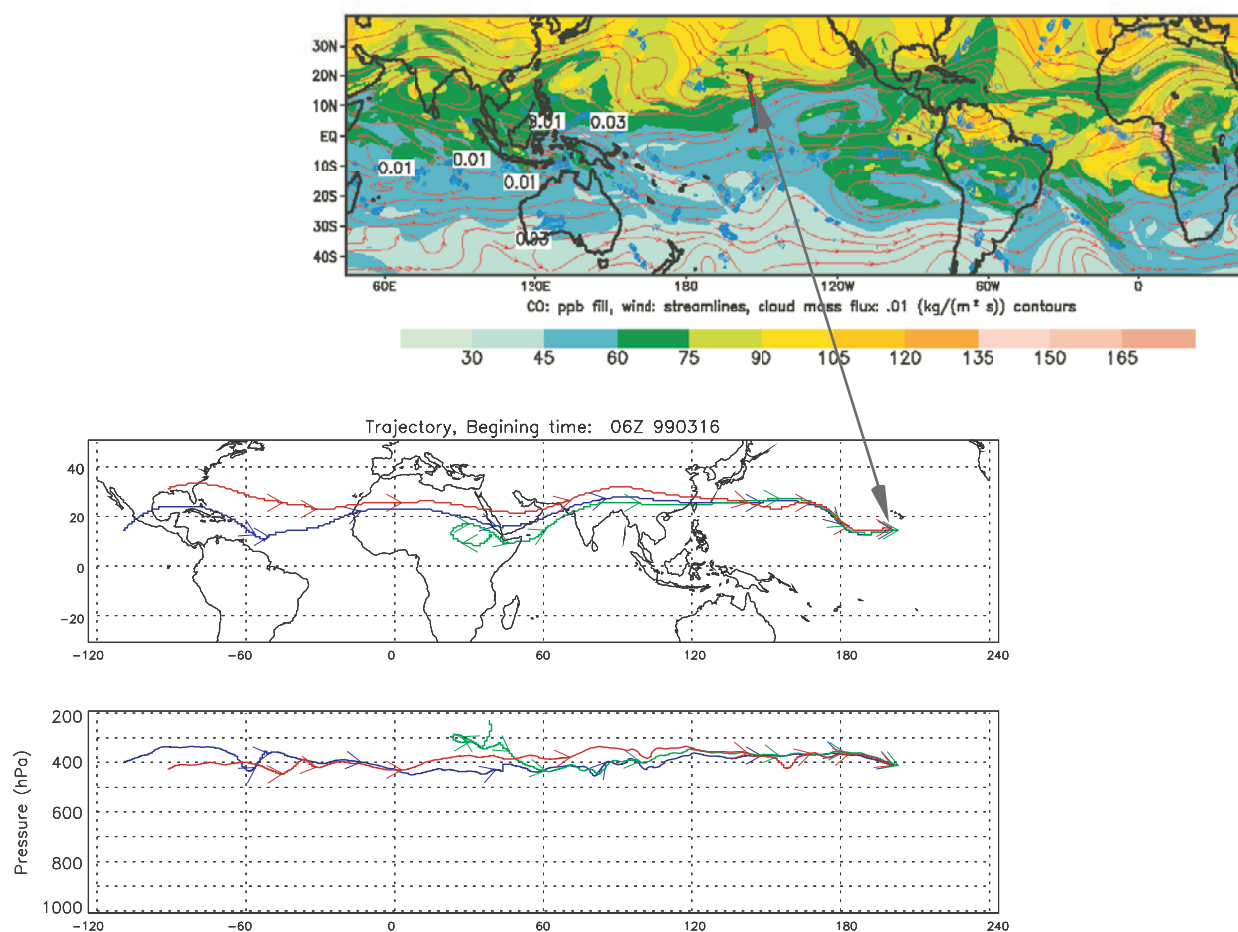 30N
20N
10N
EQ
10S
20S
30S
40S
0.01
0.03
0.01
0.01
0.01
0.03
60E 120E 180 120W 60W 0
CO: ppb fill, wind: streamlines, cloud mass flux: .01 (kg/(m² s)) contours
30 45 60 75 90 105 120 135 150 165
Trajectory, Begining time: 06Z 990316
40
20
0
−20
−120 −60 0 60 120 180 240
Pressure (hPa)
200
400
600
800
1000
−120 −60 0 60 120 180 240